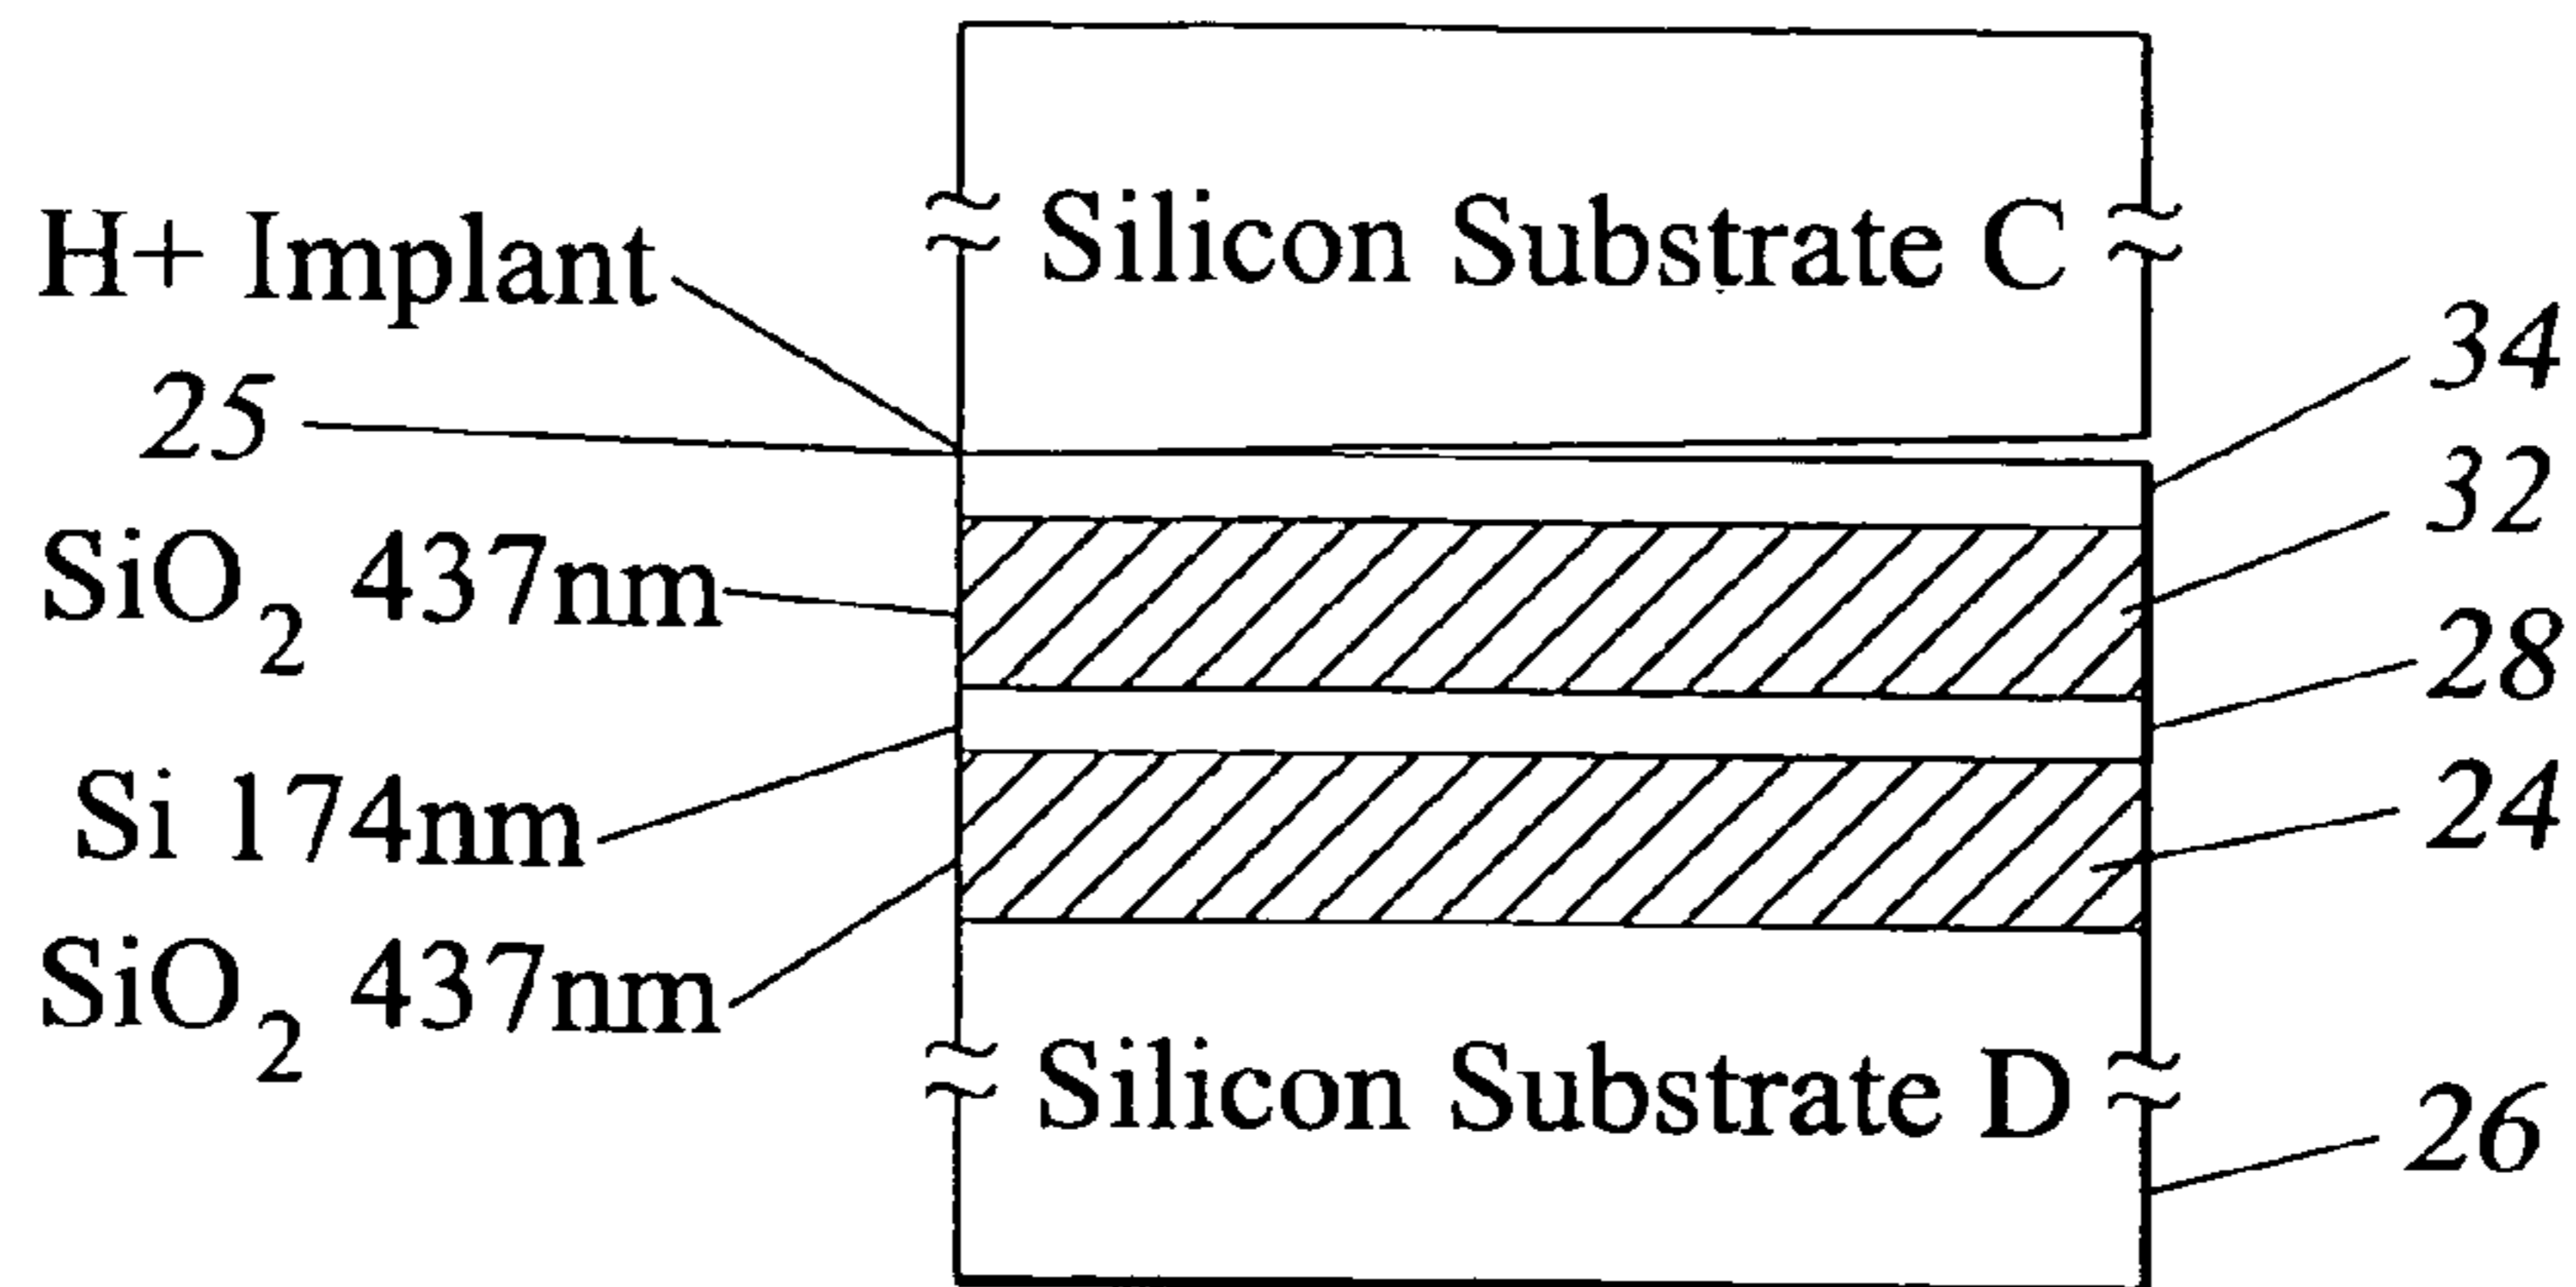 Silicon Substrate C
H+ Implant
25
SiO2 437nm
Si 174nm
SiO2 437nm
Silicon Substrate D
34
32
28
24
26